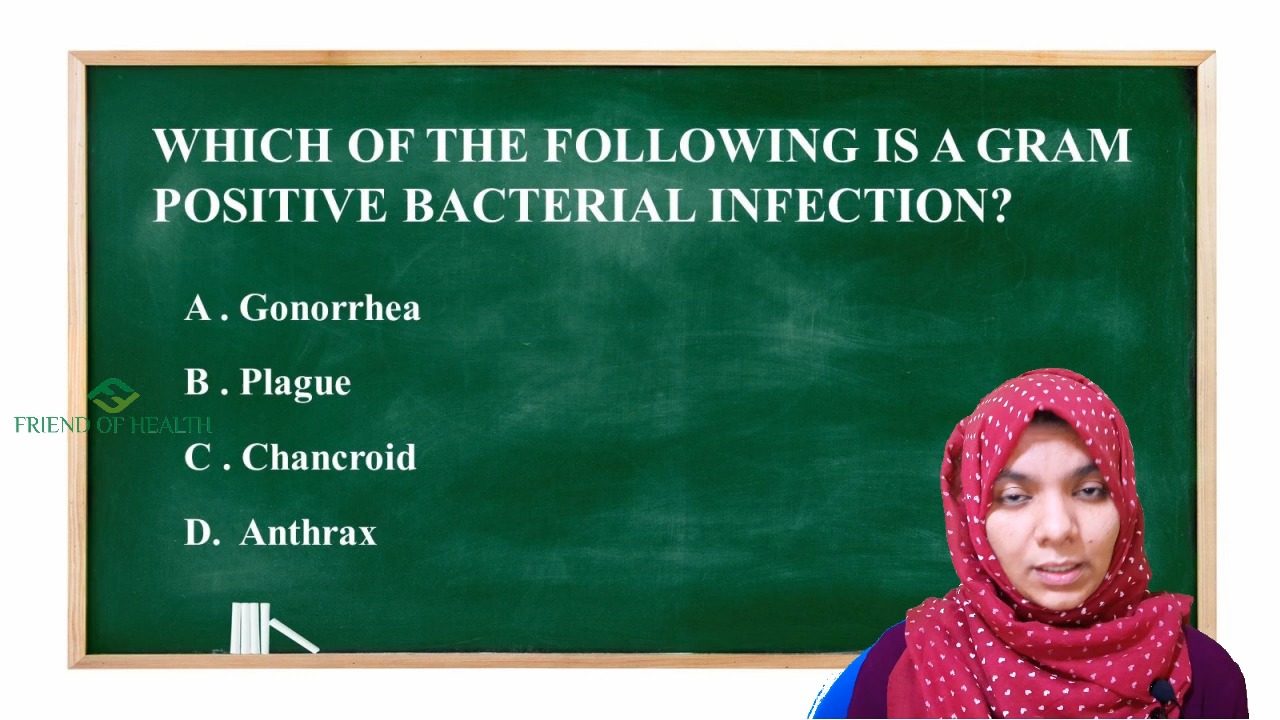 WHICH OF THE FOLLOWING IS A GRAM
POSITIVE BACTERIAL INFECTION?
A . Gonorrhea
B . Plague
FRIEND OF HEALTH
C . Chancroid
D. Anthrax